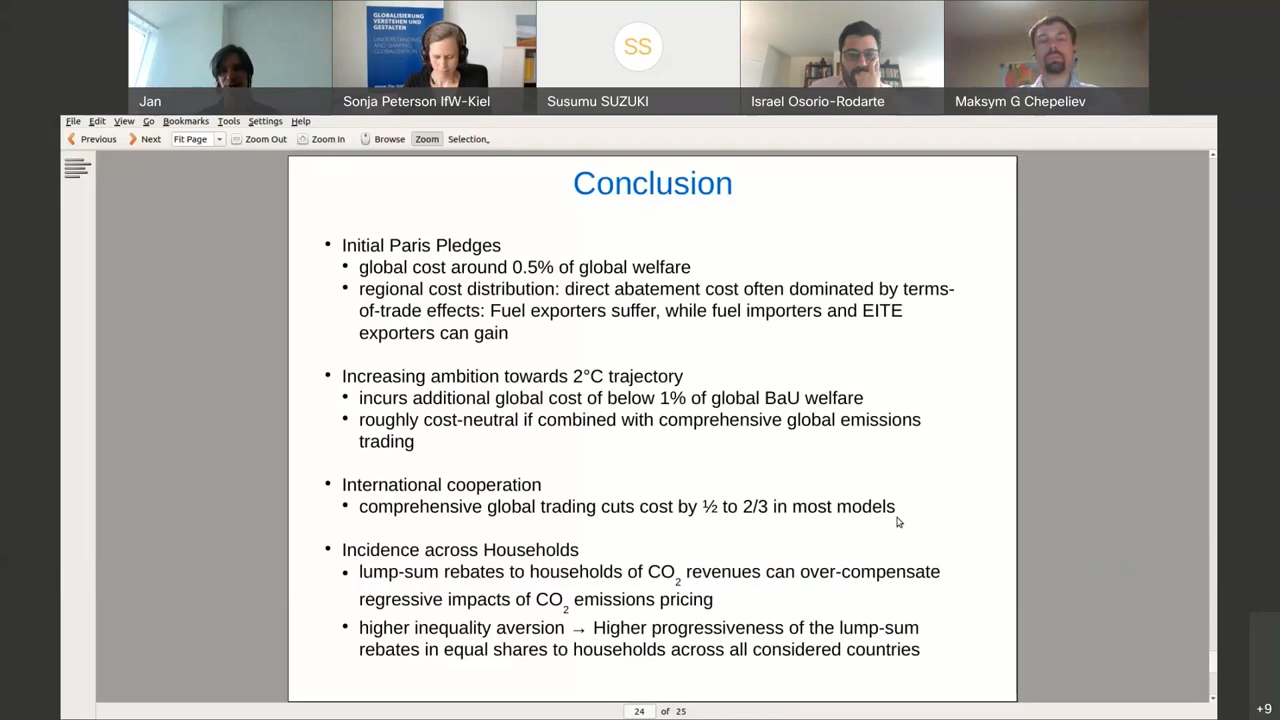 GLOBALISIERUNG
VERSTEHEN UND
GESTALTEN
UNDERSTANDING
AND SHAPING
GLOBALIZATION
SS
Jan
Sonja Peterson IfW-Kiel
Susumu SUZUKI
Israel Osorio-Rodarte
Maksym G Chepeliev
File Edit View Go Bookmarks Tools Settings Help
Previous Next Fit Page Zoom Out Zoom In Browse Zoom Selection
Conclusion
• Initial Paris Pledges
• global cost around 0.5% of global welfare
• regional cost distribution: direct abatement cost often dominated by terms-
of-trade effects: Fuel exporters suffer, while fuel importers and EITE
exporters can gain
• Increasing ambition towards 2°C trajectory
• incurs additional global cost of below 1% of global BaU welfare
• roughly cost-neutral if combined with comprehensive global emissions
trading
• International cooperation
• comprehensive global trading cuts cost by ½ to 2/3 in most models
• Incidence across Households
• lump-sum rebates to households of CO2 revenues can over-compensate
regressive impacts of CO2 emissions pricing
• higher inequality aversion → Higher progressiveness of the lump-sum
rebates in equal shares to households across all considered countries
24 of 25
+9